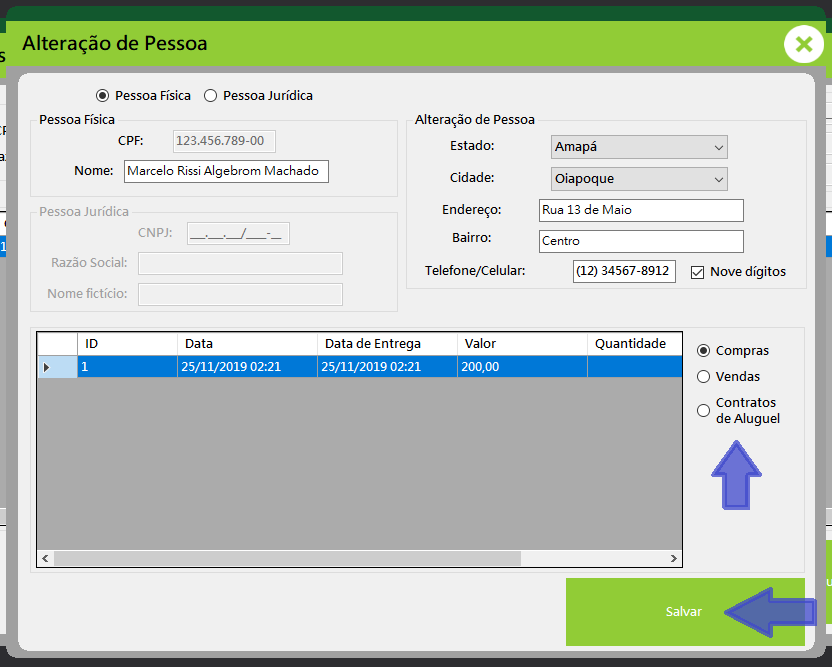 Alteração de Pessoa
Pessoa Física Pessoa Jurídica
Pessoa Física
CPF: 123.456.789-00
Nome: Marcelo Rissi Algebrom Machado
Pessoa Jurídica
CNPJ: __.__.__/___-__
Razão Social:
Nome fictício:
Alteração de Pessoa
Estado: Amapá
Cidade: Oiapoque
Endereço: Rua 13 de Maio
Bairro: Centro
Telefone/Celular: (12) 34567-8912 Nove dígitos
ID Data Data de Entrega Valor Quantidade
1 25/11/2019 02:21 25/11/2019 02:21 200,00
Compras
Vendas
Contratos
de Aluguel
Salvar